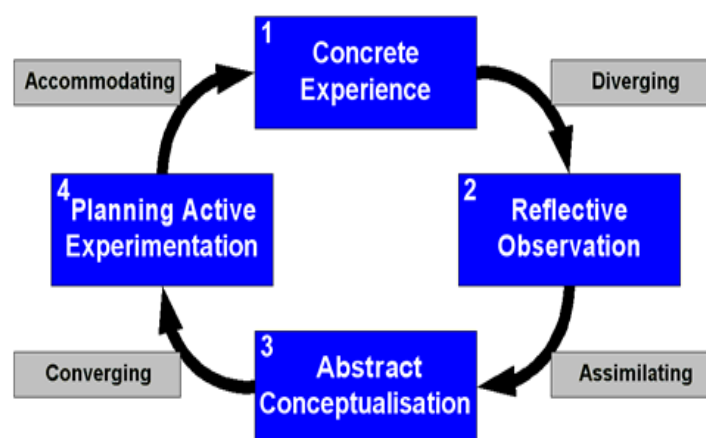 1
Concrete
Experience
Accommodating
Diverging
4
Planning Active
Experimentation
2
Reflective
Observation
3
Abstract
Conceptualisation
Converging
Assimilating